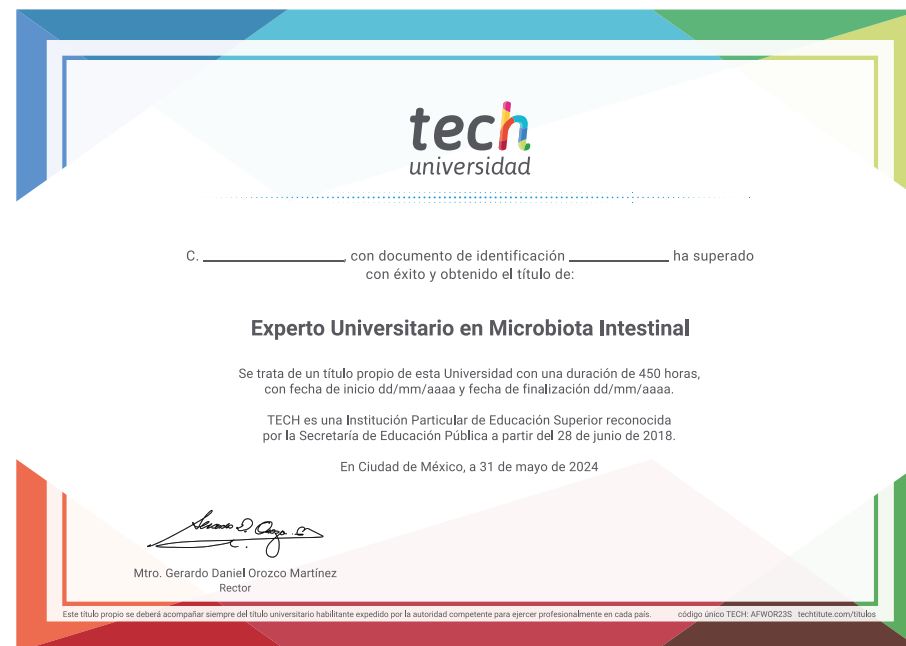 tech
universidad
C. ____________, con documento de identificación ____________ ha superado
con éxito y obtenido el título de:
Experto Universitario en Microbiota Intestinal
Se trata de un título propio de esta Universidad con una duración de 450 horas,
con fecha de inicio dd/mm/aaaa y fecha de finalización dd/mm/aaaa.
TECH es una Institución Particular de Educación Superior reconocida
por la Secretaría de Educación Pública a partir del 28 de junio de 2018.
En Ciudad de México, a 31 de mayo de 2024
Mtro. Gerardo Daniel Orozco Martínez
Rector
Este título propio se deberá acompañar siempre del título universitario habilitante expedido por la autoridad competente para ejercer profesionalmente en cada país. código único TECH: AFWOR23S techtitute.com/titulos